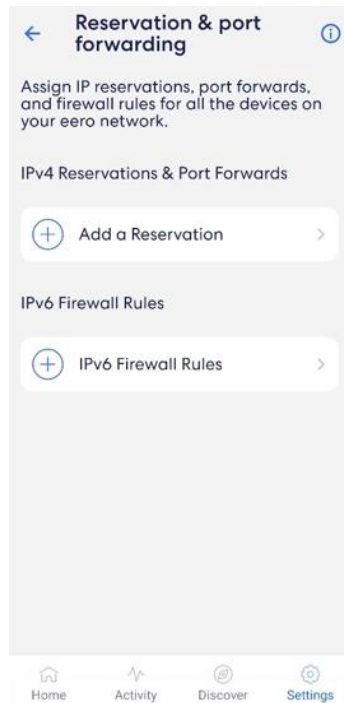 Reservation & port
forwarding
Assign IP reservations, port forwards,
and firewall rules for all the devices on
your eero network.
IPv4 Reservations & Port Forwards
Add a Reservation
IPv6 Firewall Rules
IPv6 Firewall Rules
Home Activity Discover Settings